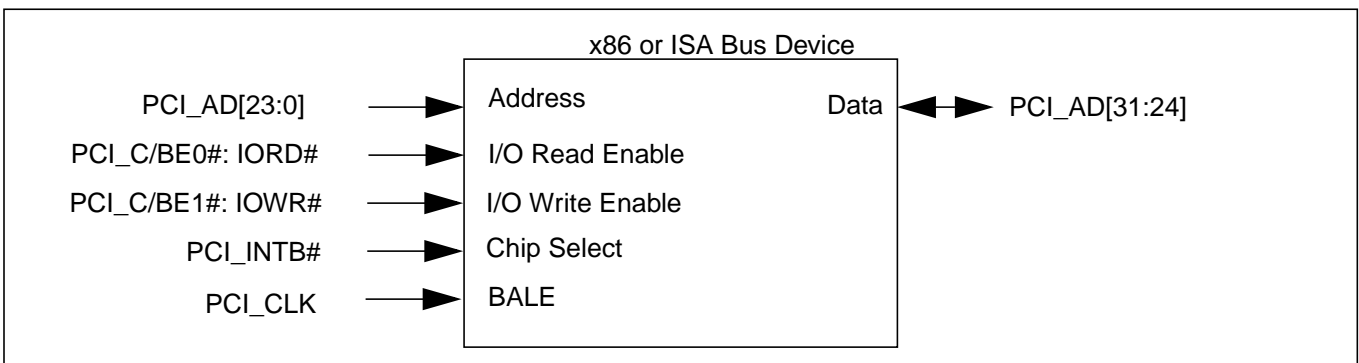 x86 or ISA Bus Device
PCI_AD[23:0] Address Data PCI_AD[31:24]
PCI_C/BE0#: IORD# I/O Read Enable
PCI_C/BE1#: IOWR# I/O Write Enable
PCI_INTB# Chip Select
PCI_CLK BALE